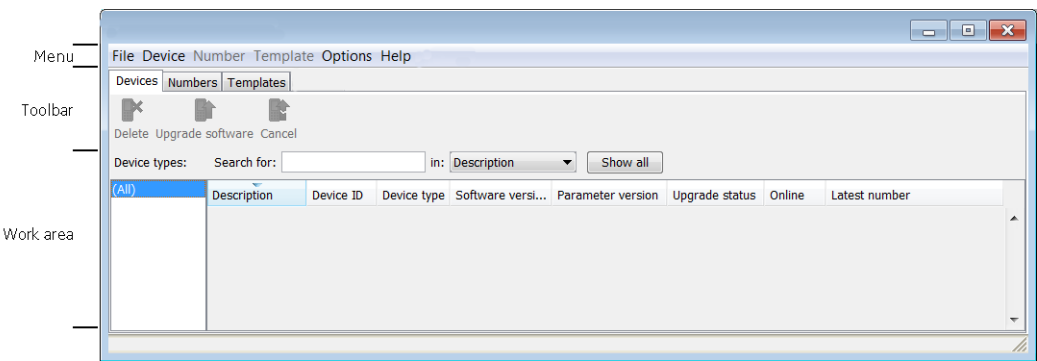 Menu
File Device Number Template Options Help
Devices Numbers Templates
Toolbar
Delete Upgrade software Cancel
Device types: Search for: in: Description Show all
(All)
Description Device ID Device type Software versi... Parameter version Upgrade status Online Latest number
Work area